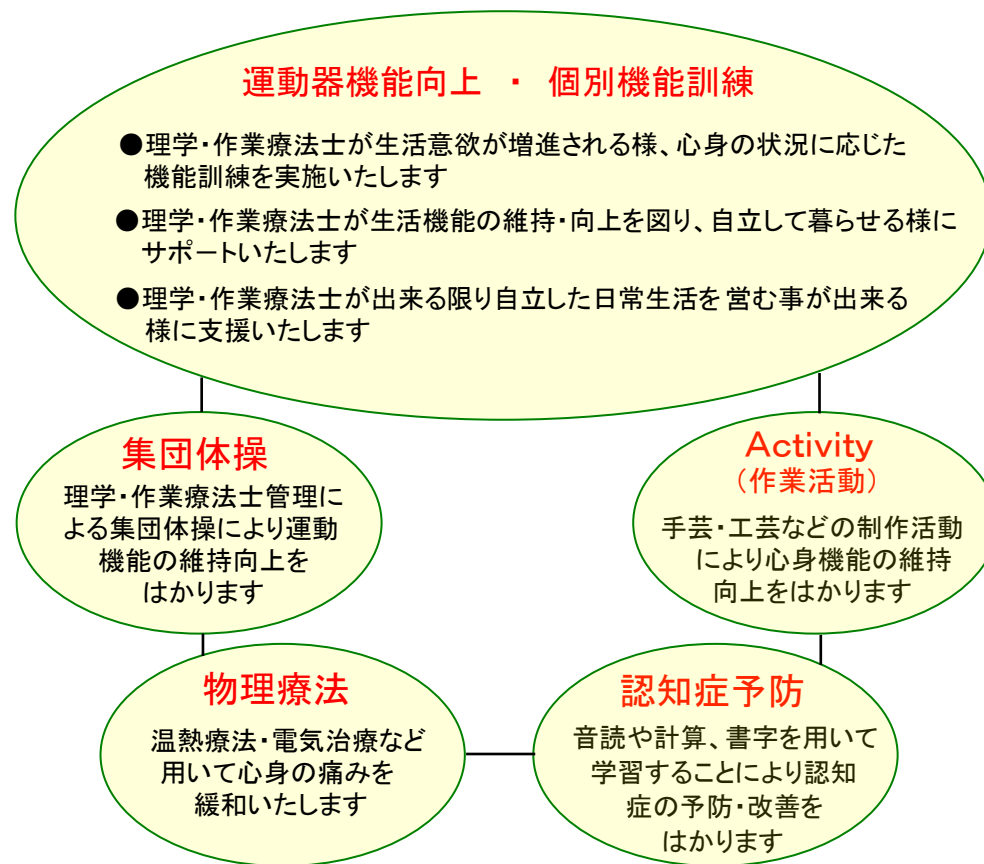 運動器機能向上 ・ 個別機能訓練
●理学・作業療法士が生活意欲が増進される様、心身の状況に応じた
機能訓練を実施いたします
●理学・作業療法士が生活機能の維持・向上を図り、自立して暮らせる様に
サポートいたします
●理学・作業療法士が出来る限り自立した日常生活を営む事が出来る
様に支援いたします
集団体操
理学・作業療法士管理に
よる集団体操により運動
機能の維持向上を
はかります
Activity
（作業活動）
手芸・工芸などの制作活動
により心身機能の維持
向上をはかります
物理療法
温熱療法・電気治療など
用いて心身の痛みを
緩和いたします
認知症予防
音読や計算、書字を用いて
学習することにより認知
症の予防・改善を
はかります